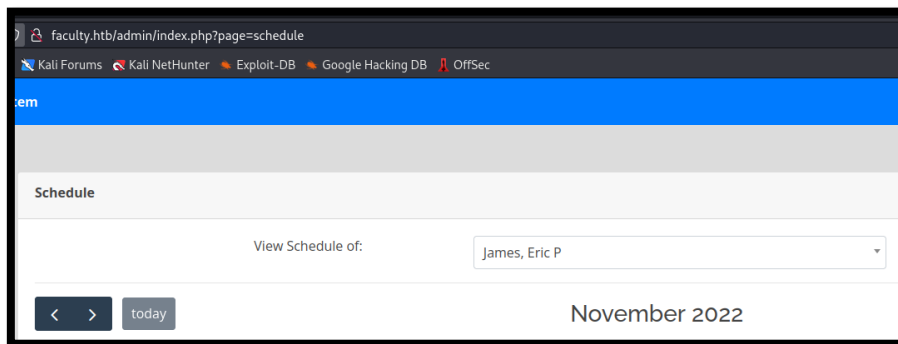 faculty.htb/admin/index.php?page=schedule
Kali Forums Kali NetHunter Exploit-DB Google Hacking DB OffSec
tem
Schedule
View Schedule of: James, Eric P
today November 2022